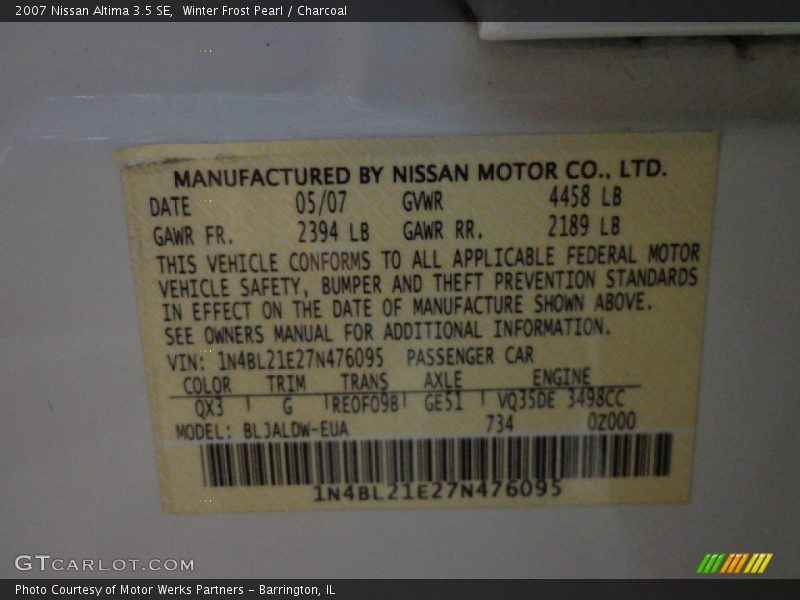 2007 Nissan Altima 3.5 SE,  Winter Frost Pearl / Charcoal
MANUFACTURED BY NISSAN MOTOR CO., LTD.
DATE 05/07 GVWR 4458 LB
GAWR FR. 2394 LB GAWR RR. 2189 LB
THIS VEHICLE CONFORMS TO ALL APPLICABLE FEDERAL MOTOR
VEHICLE SAFETY, BUMPER AND THEFT PREVENTION STANDARDS
IN EFFECT ON THE DATE OF MANUFACTURE SHOWN ABOVE.
SEE OWNERS MANUAL FOR ADDITIONAL INFORMATION.
VIN: 1N4BL21E27N476095 PASSENGER CAR
COLOR TRIM TRANS AXLE ENGINE
QX3 G RE0F09B GE51 VQ35DE 3498CC
734 0Z000
MODEL: BLJALDW-EUA
1N4BL21E27N476095
GTCARLOT.COM
Photo Courtesy of Motor Werks Partners - Barrington, IL